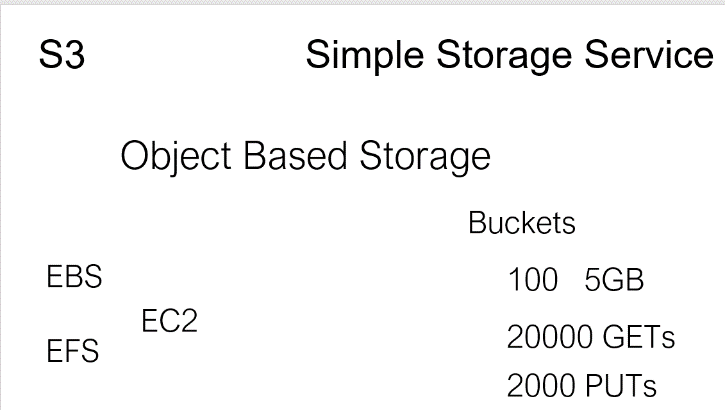 S3 Simple Storage Service
Object Based Storage
Buckets
EBS
100 5GB
EC2
20000 GETs
EFS
2000 PUTs